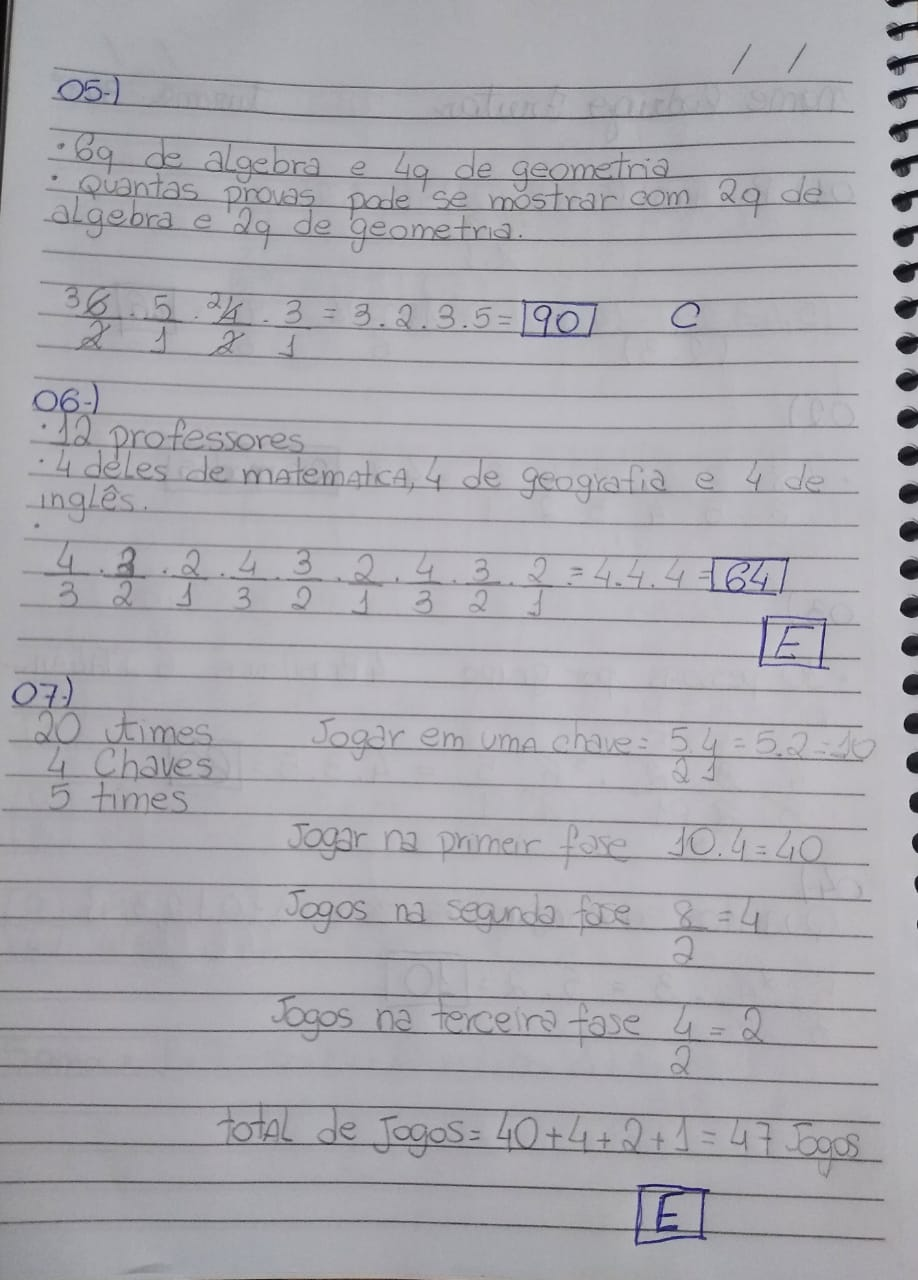 / /
05-)
· 6q de algebra e 4q de geometria
· Quantas provas pode se mostrar com 2q de
algebra e 2q de geometria.
36/2 . 5/1 . 24/2 . 3/1 = 3.2.3.5 = 90 C
06-)
· 12 professores
· 4 deles de matematca, 4 de geografia e 4 de
inglês.
·
4/3 . 3/2 . 2/1 . 4/3 . 3/2 . 2/1 . 4/3 . 3/2 . 2/1 = 4.4.4 = 64
E
07-)
20 times Jogar em uma chave = 5.4/2 1 = 5.2 = 10
4 Chaves
5 times
Jogar na primeir fase 10.4 = 40
Jogos na segunda fase 8/2 = 4
Jogos na terceira fase 4/2 = 2
total de Jogos = 40+4+2+1 = 47 Jogos
E